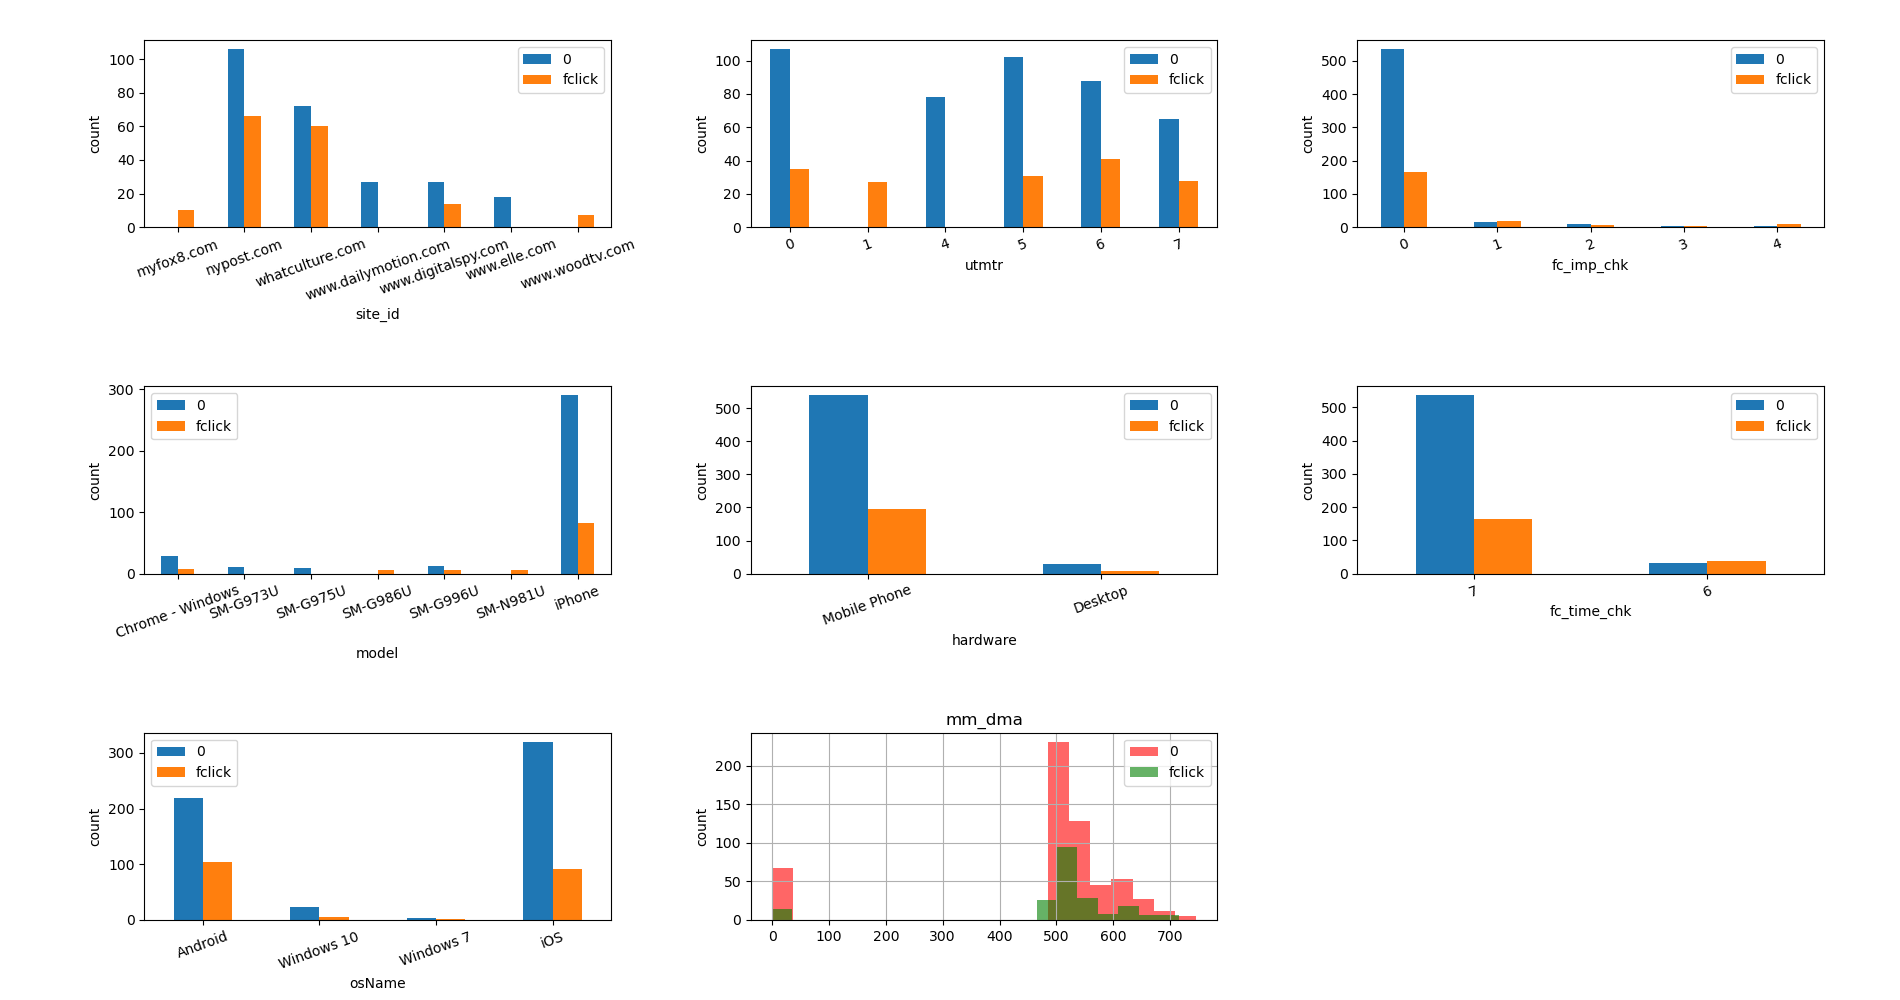 0
fclick
count
100
80
60
40
20
0
myfox8.com
nypost.com
whatculture.com
www.dailymotion.com
www.digitalspy.com
www.elle.com
www.woodtv.com
site_id
0
fclick
count
100
80
60
40
20
0
0 1 4 5 6 7
utmtr
0
fclick
count
500
400
300
200
100
0
0 1 2 3 4
fc_imp_chk
0
fclick
count
300
200
100
0
Chrome - Windows
SM-G973U
SM-G975U
SM-G986U
SM-G996U
SM-N981U
iPhone
model
0
fclick
count
500
400
300
200
100
0
Mobile Phone
Desktop
hardware
0
fclick
count
500
400
300
200
100
0
7 6
fc_time_chk
0
fclick
count
300
200
100
0
Android
Windows 10
Windows 7
iOS
osName
mm_dma
0
fclick
count
200
150
100
50
0
0 100 200 300 400 500 600 700